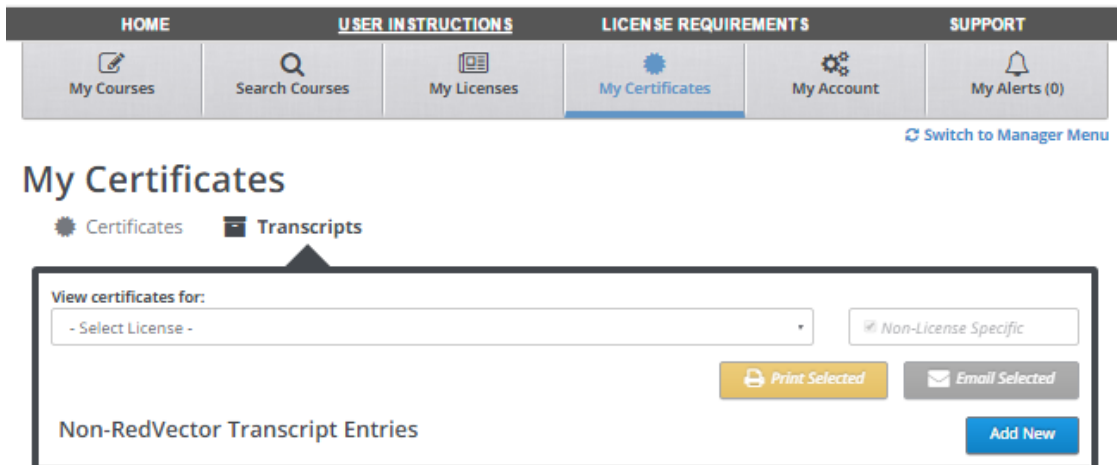 HOME USER INSTRUCTIONS LICENSE REQUIREMENTS SUPPORT
My Courses Search Courses My Licenses My Certificates My Account My Alerts (0)
Switch to Manager Menu
My Certificates
Certificates Transcripts
View certificates for:
- Select License - Non-License Specific
Print Selected Email Selected
Non-RedVector Transcript Entries Add New